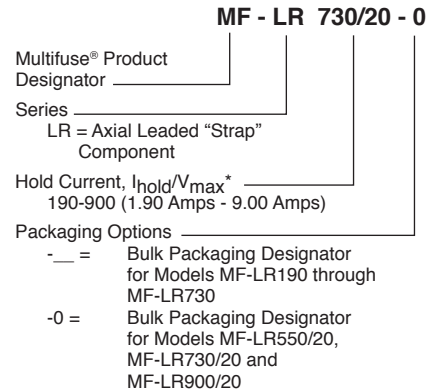 MF - LR 730/20 - 0
Multifuse® Product
Designator
Series
LR = Axial Leaded “Strap”
Component
Hold Current, Ihold/Vmax*
190-900 (1.90 Amps - 9.00 Amps)
Packaging Options
-__ = Bulk Packaging Designator
for Models MF-LR190 through
MF-LR730
-0 = Bulk Packaging Designator
for Models MF-LR550/20,
MF-LR730/20 and
MF-LR900/20